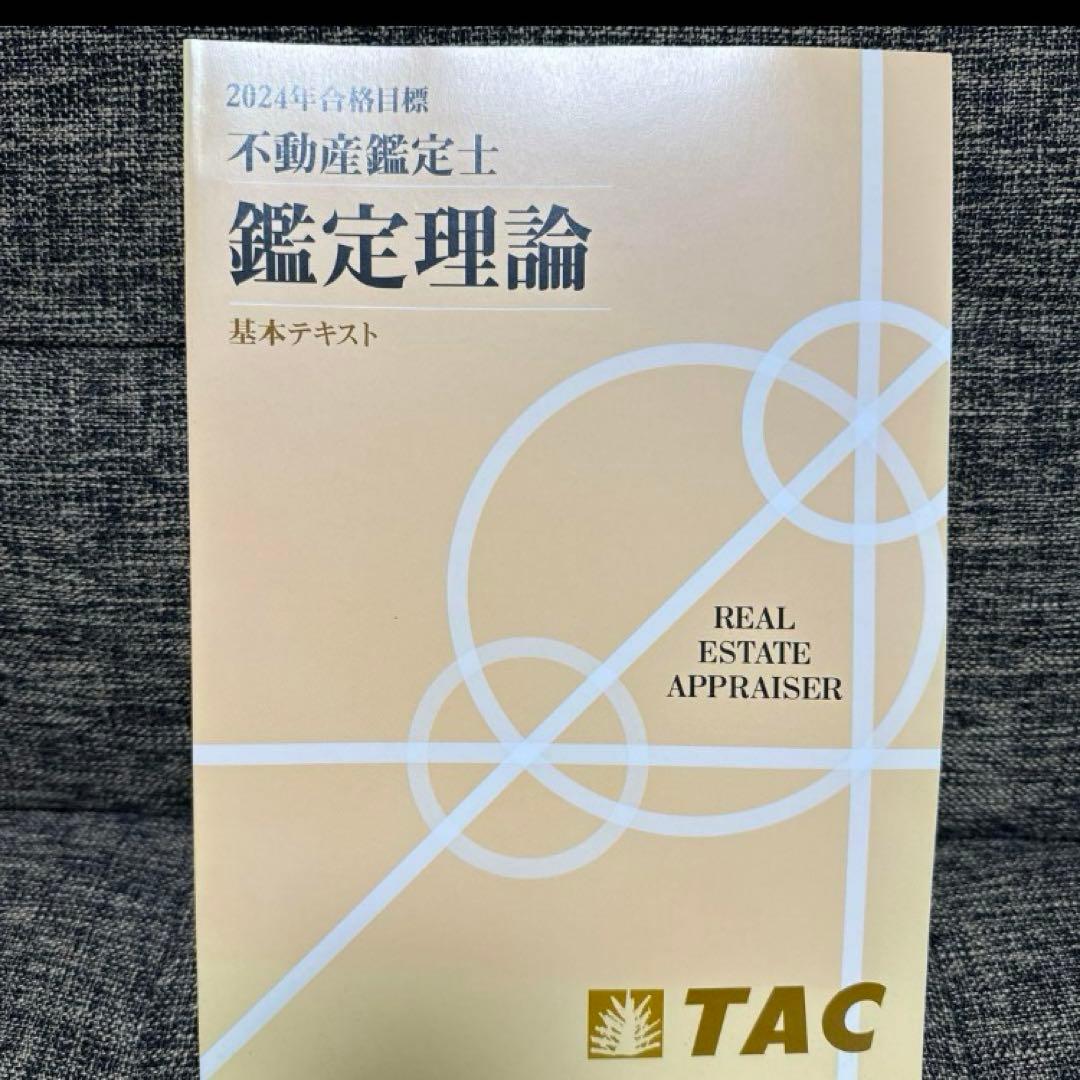 2024年合格目標
不動産鑑定士
鑑定理論
基本テキスト
REAL
ESTATE
APPRAISER
TAC